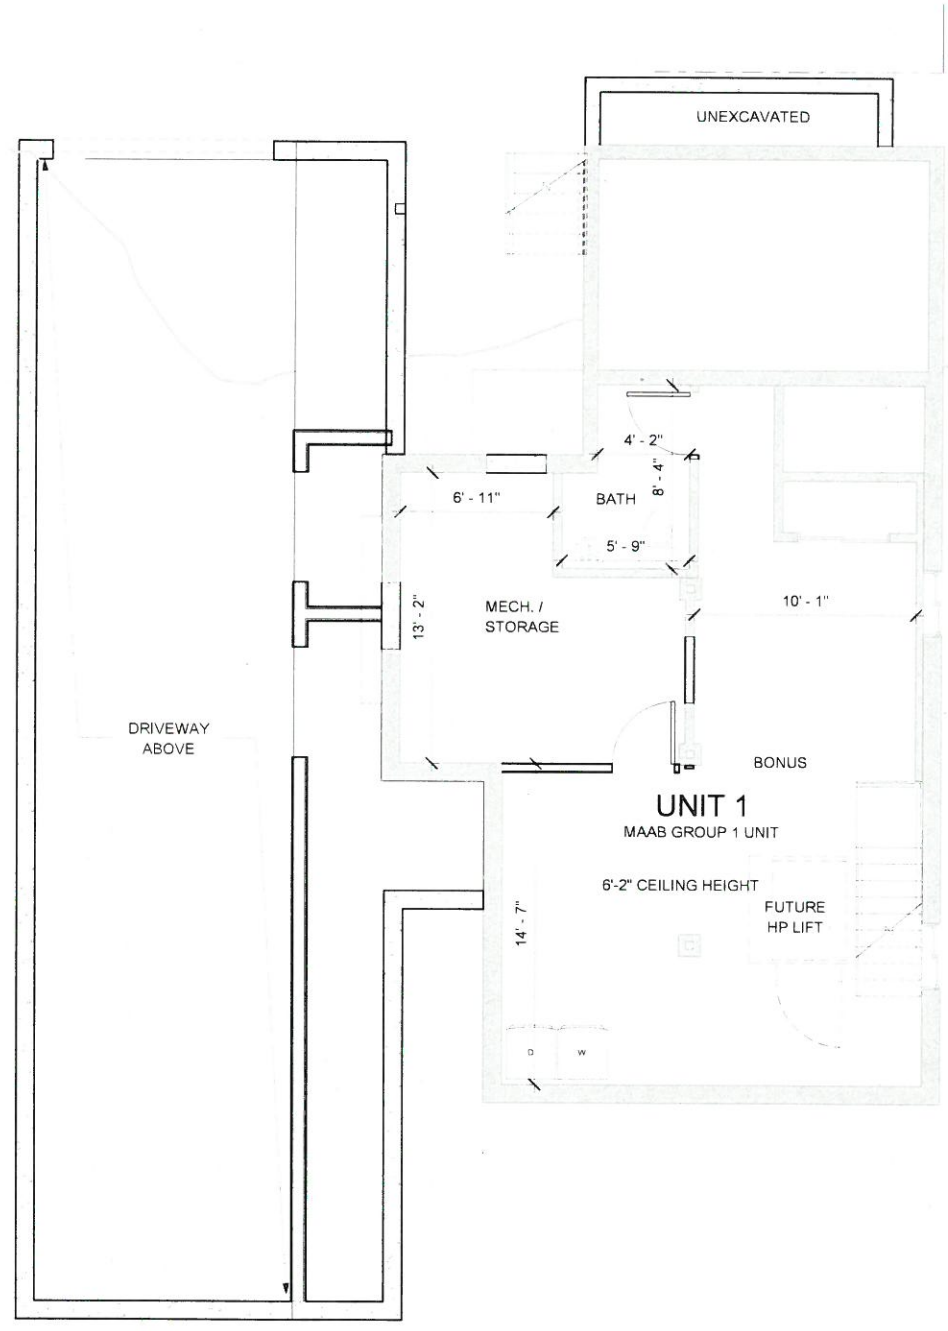 UNEXCAVATED
4' - 2"
8' - 4"
6' - 11"
BATH
5' - 9"
10' - 1"
13' - 2"
MECH. /
STORAGE
DRIVEWAY
ABOVE
BONUS
UNIT 1
MAAB GROUP 1 UNIT
6'-2" CEILING HEIGHT
FUTURE
HP LIFT
14' - 7"
D
W